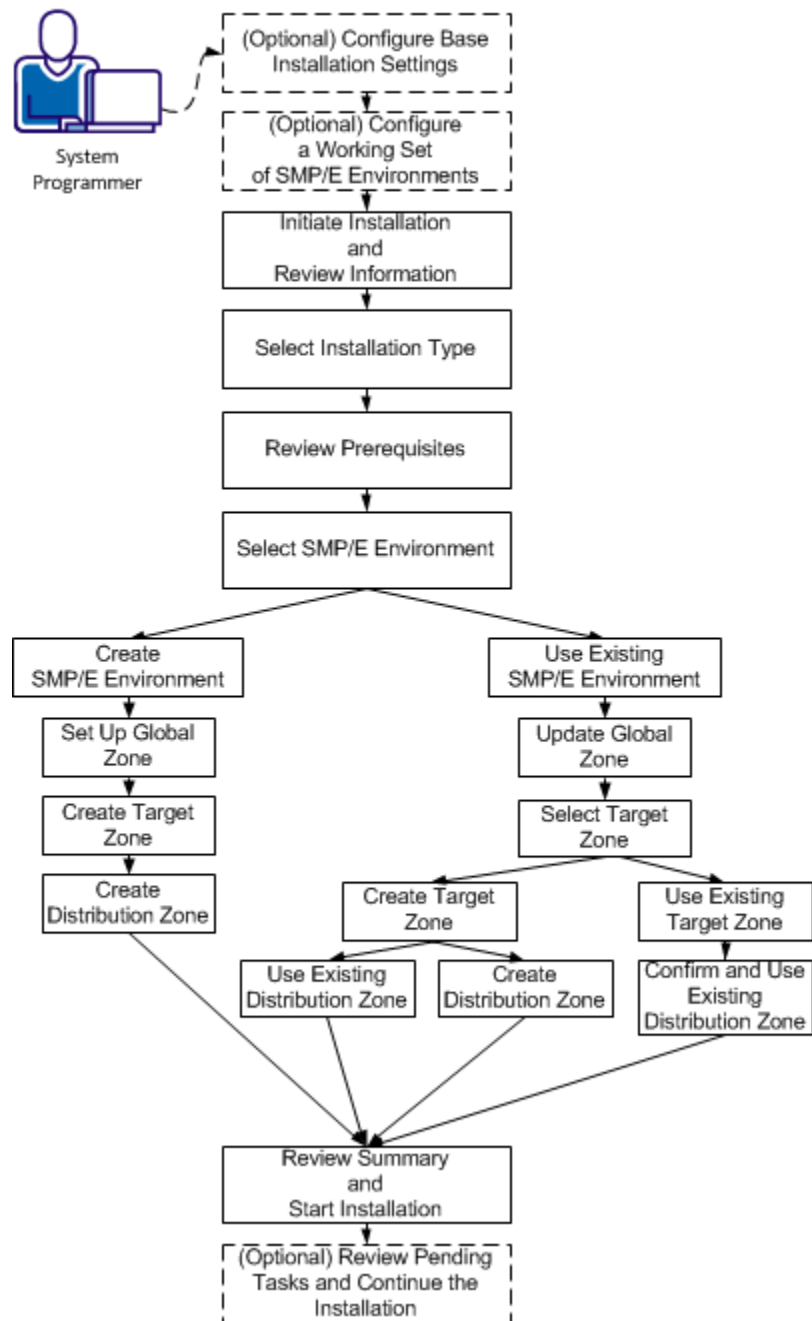 (Optional) Configure Base
Installation Settings
System
Programmer
(Optional) Configure
a Working Set
of SMP/E Environments
Initiate Installation
and
Review Information
Select Installation Type
Review Prerequisites
Select SMP/E Environment
Create
SMP/E Environment
Set Up Global
Zone
Create Target
Zone
Create
Distribution Zone
Use Existing
SMP/E Environment
Update Global
Zone
Select Target
Zone
Create Target
Zone
Use Existing
Distribution Zone
Create
Distribution Zone
Use Existing
Target Zone
Confirm and Use
Existing
Distribution Zone
Review Summary
and
Start Installation
(Optional) Review Pending
Tasks and Continue the
Installation